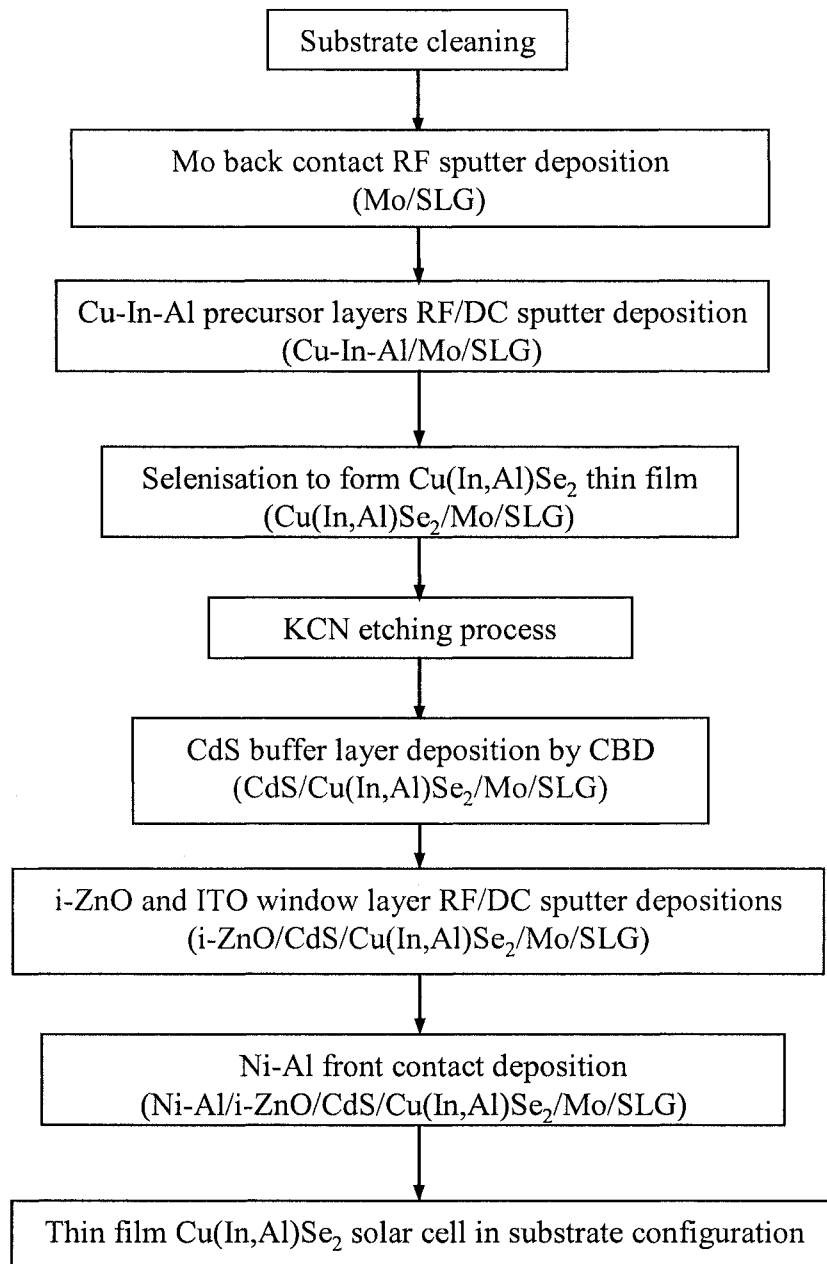 Substrate cleaning
Mo back contact RF sputter deposition
(Mo/SLG)
Cu-In-Al precursor layers RF/DC sputter deposition
(Cu-In-Al/Mo/SLG)
Selenisation to form Cu(In,Al)Se₂ thin film
(Cu(In,Al)Se₂/Mo/SLG)
KCN etching process
CdS buffer layer deposition by CBD
(CdS/Cu(In,Al)Se₂/Mo/SLG)
i-ZnO and ITO window layer RF/DC sputter depositions
(i-ZnO/CdS/Cu(In,Al)Se₂/Mo/SLG)
Ni-Al front contact deposition
(Ni-Al/i-ZnO/CdS/Cu(In,Al)Se₂/Mo/SLG)
Thin film Cu(In,Al)Se₂ solar cell in substrate configuration